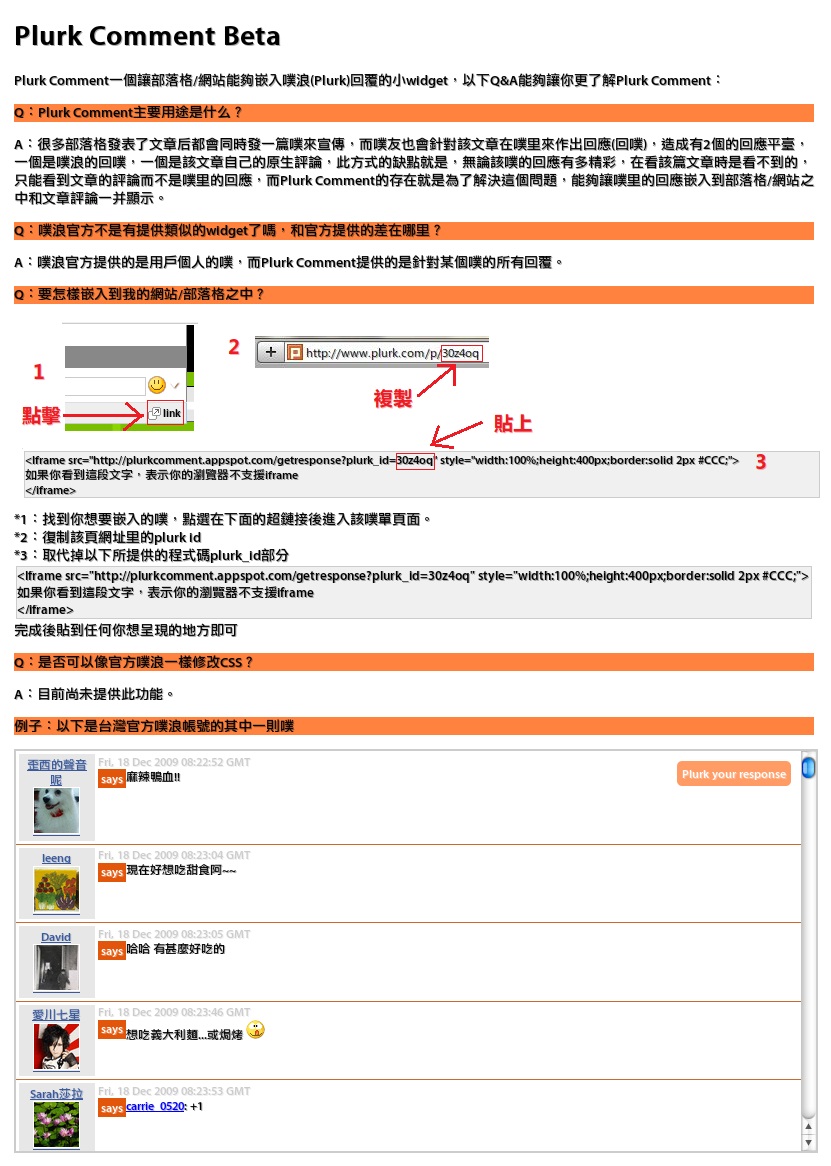 Plurk Comment Beta
Plurk Comment一個讓部落格/網站能夠嵌入噗浪(Plurk)回覆的小widget，以下Q&A能夠讓你更了解Plurk Comment：
Q：Plurk Comment主要用途是什么？
A：很多部落格發表了文章后都會同時發一篇噗來宣傳，而噗友也會針對該文章在噗里來作出回應(回噗)，造成有2個的回應平臺，
一個是噗浪的回噗，一個是該文章自己的原生評論，此方式的缺點就是，無論該噗的回應有多精彩，在看該篇文章時是看不到的，
只能看到文章的評論而不是噗里的回應，而Plurk Comment的存在就是為了解決這個問題，能夠讓噗里的回應嵌入到部落格/網站之
中和文章評論一并顯示。
Q：噗浪官方不是有提供類似的widget了嗎，和官方提供的差在哪里？
A：噗浪官方提供的是用戶個人的噗，而Plurk Comment提供的是針對某個噗的所有回覆。
Q：要怎樣嵌入到我的網站/部落格之中？
1
點擊
link
2
http://www.plurk.com/p/30z4oq
複製
貼上
<iframe src="http://plurkcomment.appspot.com/getresponse?plurk_id=30z4oq" style="width:100%;height:400px;border:solid 2px #CCC;">
3
如果你看到這段文字，表示你的瀏覽器不支援iframe
</iframe>
*1：找到你想要嵌入的噗，點選在下面的超鏈接後進入該噗單頁面。
*2：復制該頁網址里的plurk id
*3：取代掉以下所提供的程式碼plurk_id部分
<iframe src="http://plurkcomment.appspot.com/getresponse?plurk_id=30z4oq" style="width:100%;height:400px;border:solid 2px #CCC;">
如果你看到這段文字，表示你的瀏覽器不支援iframe
</iframe>
完成後貼到任何你想呈現的地方即可
Q：是否可以像官方噗浪一樣修改CSS？
A：目前尚未提供此功能。
例子：以下是台灣官方噗浪帳號的其中一則噗
歪西的聲音
呢
Fri, 18 Dec 2009 08:22:52 GMT
says 麻辣鴨血!!
Plurk your response
leenq
Fri, 18 Dec 2009 08:23:04 GMT
says 現在好想吃甜食阿~~
David
Fri, 18 Dec 2009 08:23:05 GMT
says 哈哈 有甚麼好吃的
愛川七星
Fri, 18 Dec 2009 08:23:46 GMT
says 想吃義大利麵...或焗烤
Sarah莎拉
Fri, 18 Dec 2009 08:23:53 GMT
says carrie_0520: +1